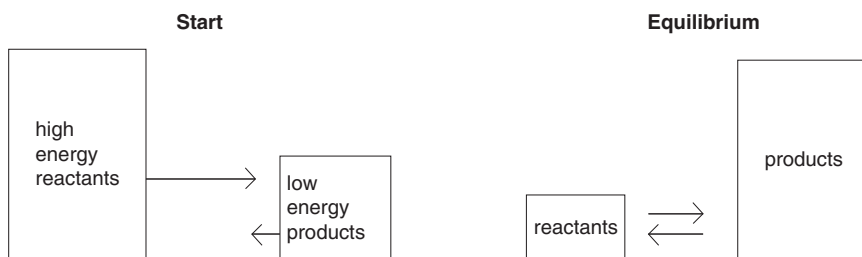 Start
high
energy
reactants
low
energy
products
Equilibrium
reactants
products